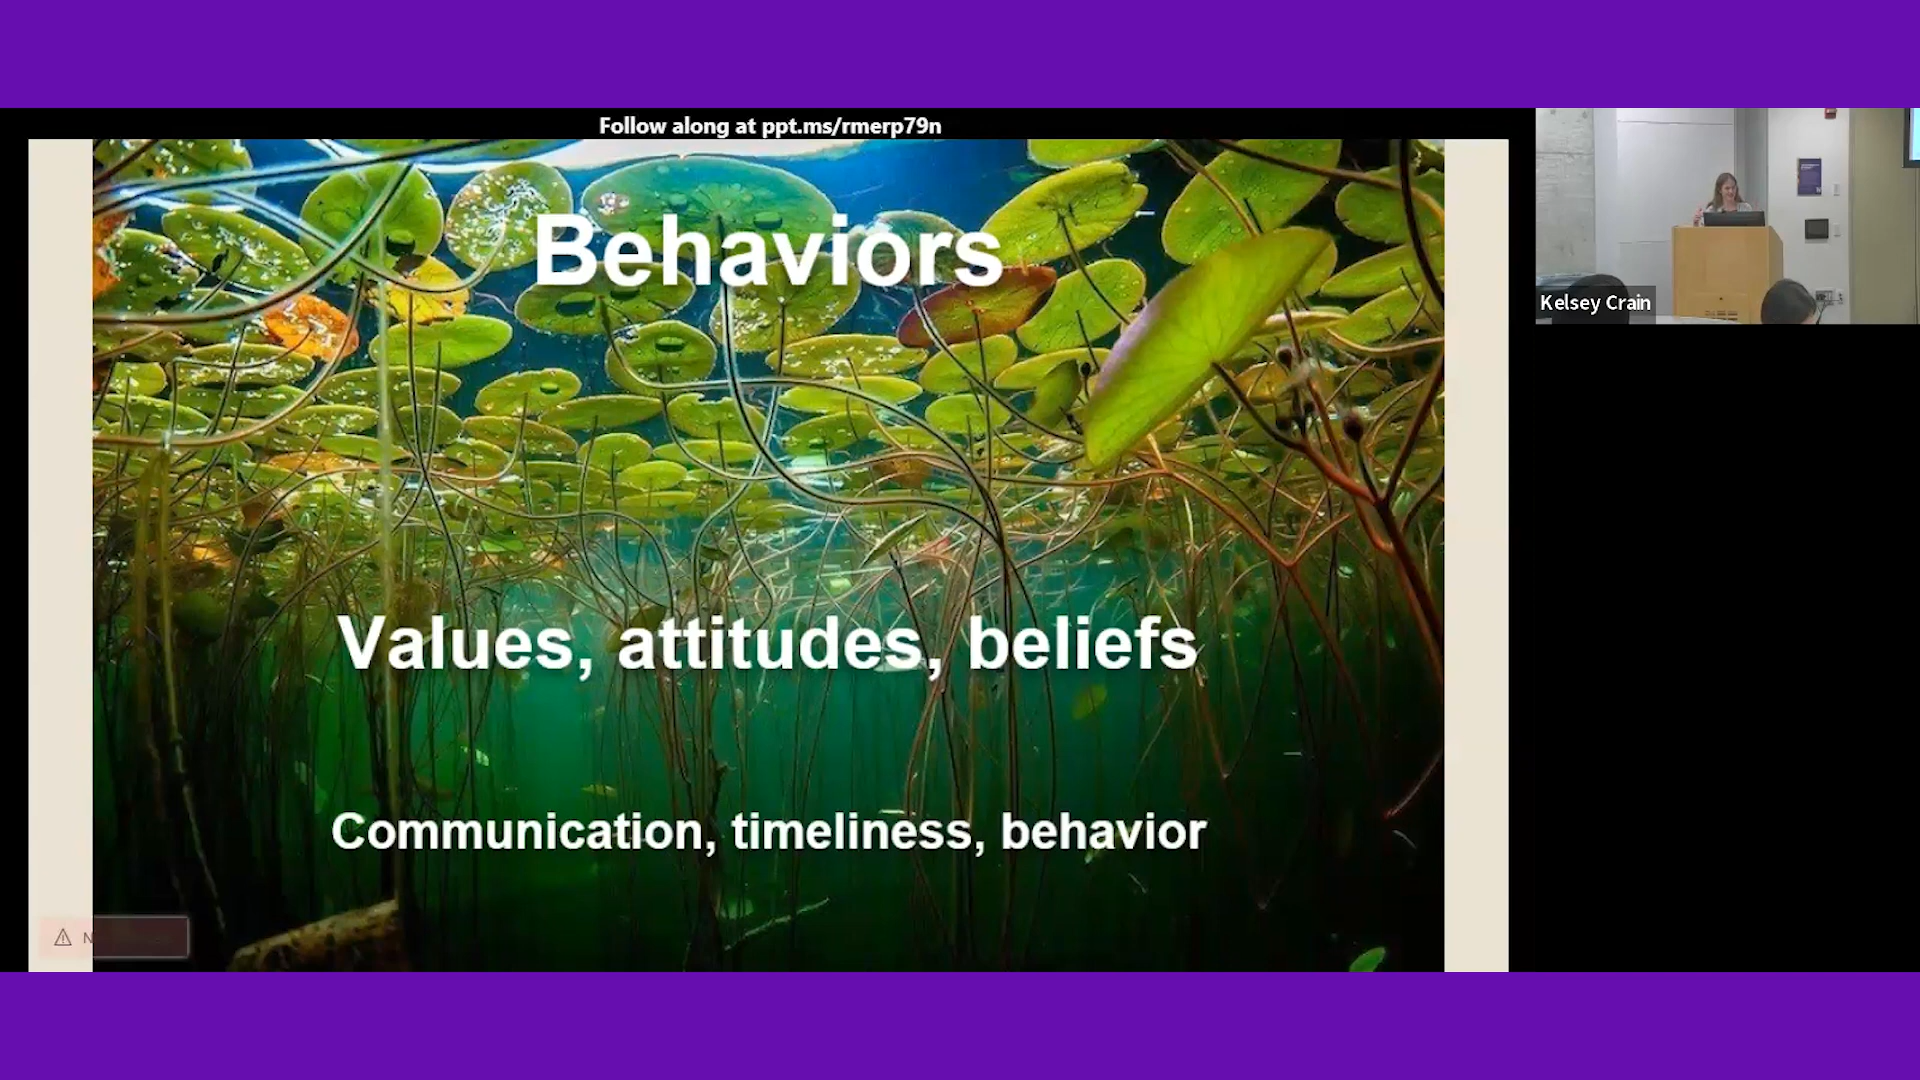 Follow along at ppt.ms/rmerp79n
Behaviors
Values, attitudes, beliefs
Communication, timeliness, behavior
Kelsey Crain